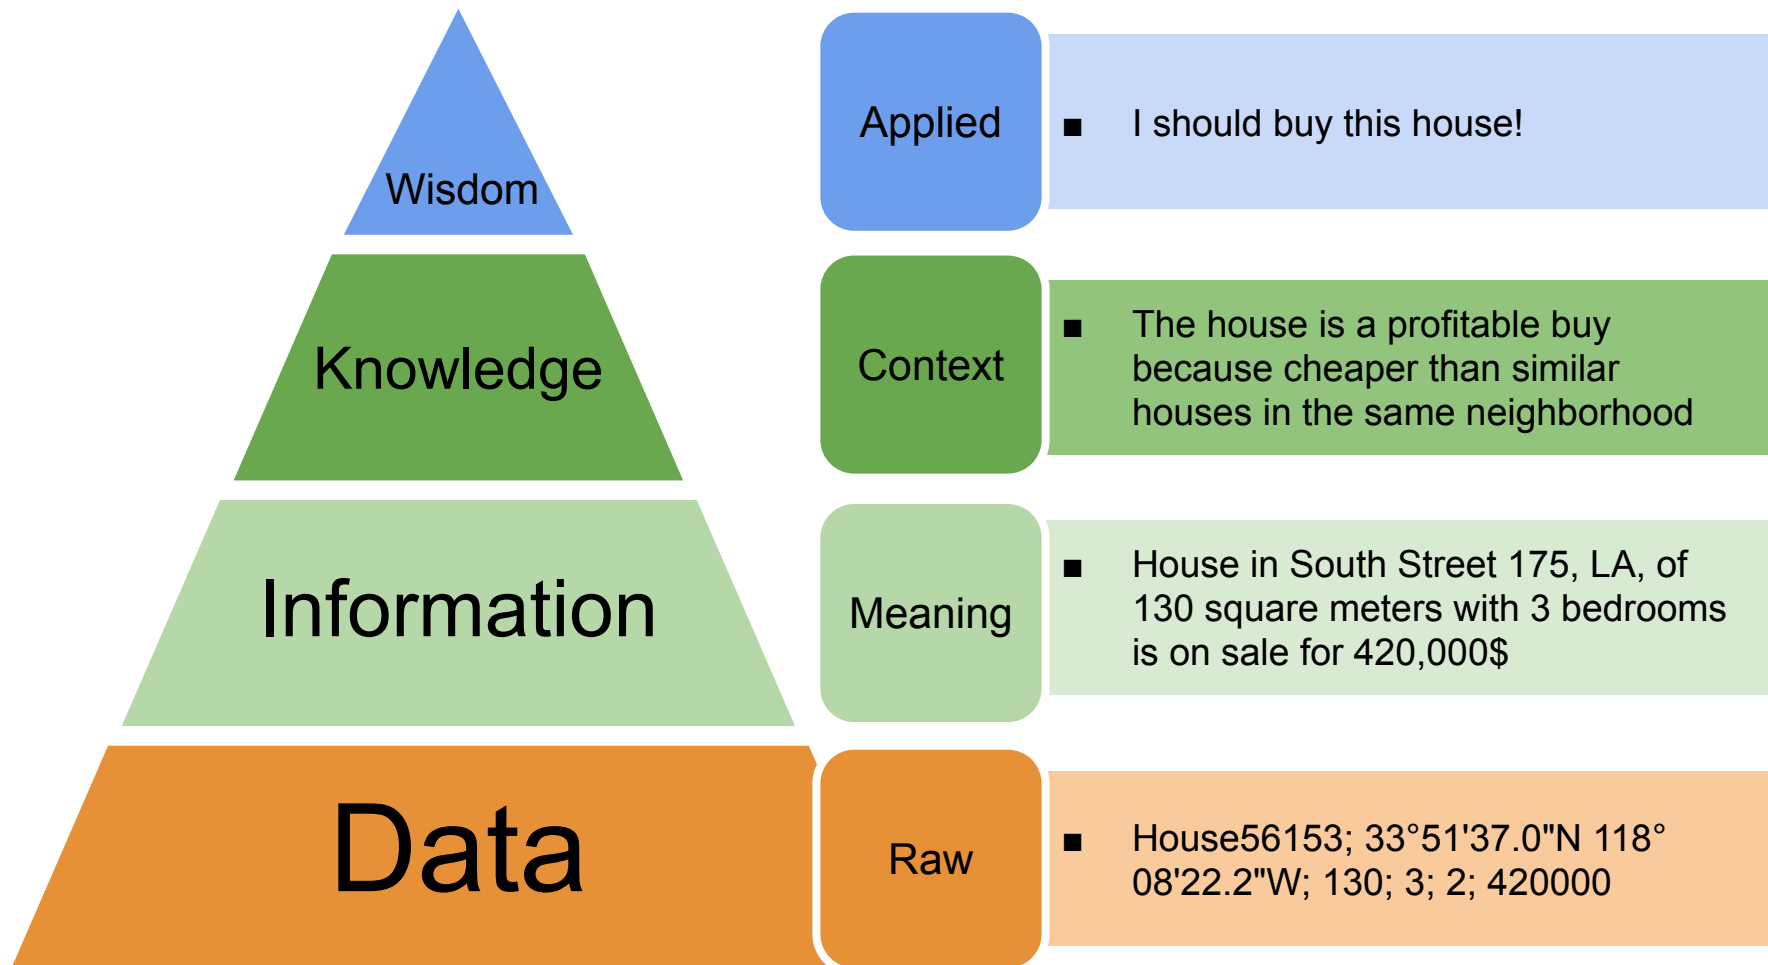 Wisdom
Applied
■ I should buy this house!
Knowledge
Context
■ The house is a profitable buy
because cheaper than similar
houses in the same neighborhood
Information
Meaning
■ House in South Street 175, LA, of
130 square meters with 3 bedrooms
is on sale for 420,000$
Data
Raw
■ House56153; 33°51'37.0"N 118°
08'22.2"W; 130; 3; 2; 420000